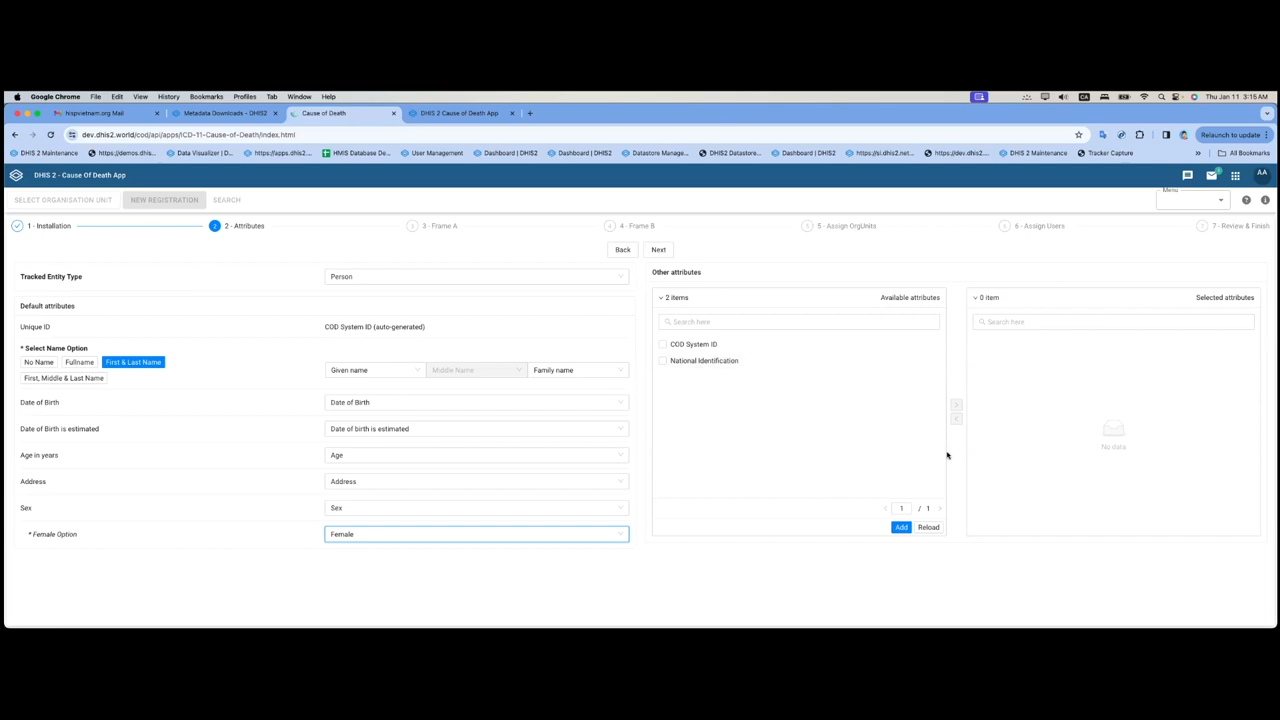 Google Chrome File Edit View History Bookmarks Profiles Tab Window Help Thu Jan 11 3:15 AM
hispvietnam.org Mail Metadata Downloads - DHIS2 Cause of Death DHIS 2 Cause of Death App
dev.dhis2.world/cod/api/apps/ICD-11-Cause-of-Death/index.html Relaunch to update
DHIS 2 Maintenance https://demos.dhis... Data Visualizer | D... https://apps.dhis2... HMIS Database De... User Management Dashboard | DHIS2 Dashboard | DHIS2 Datastore Manage... DHIS2 Datastore... Dashboard | DHIS2 https://si.dhis2.net... https://dev.dhis2... DHIS 2 Maintenance Tracker Capture All Bookmarks
DHIS 2 - Cause Of Death App AA
SELECT ORGANISATION UNIT NEW REGISTRATION SEARCH Menu
1 - Installation 2 2 - Attributes 3 3 - Frame A 4 4 - Frame B 5 5 - Assign OrgUnits 6 6 - Assign Users 7 7 - Review & Finish
Back Next
Tracked Entity Type Person
Other attributes
Default attributes
2 items Available attributes 0 item Selected attributes
Unique ID COD System ID (auto-generated)
Search here Search here
* Select Name Option
No Name Fullname First & Last Name
First, Middle & Last Name
Given name Middle Name Family name
COD System ID
National Identification
Date of Birth Date of Birth
Date of Birth is estimated Date of birth is estimated
Age in years Age
No data
Address Address
Sex Sex
1 / 1
* Female Option Female
Add Reload